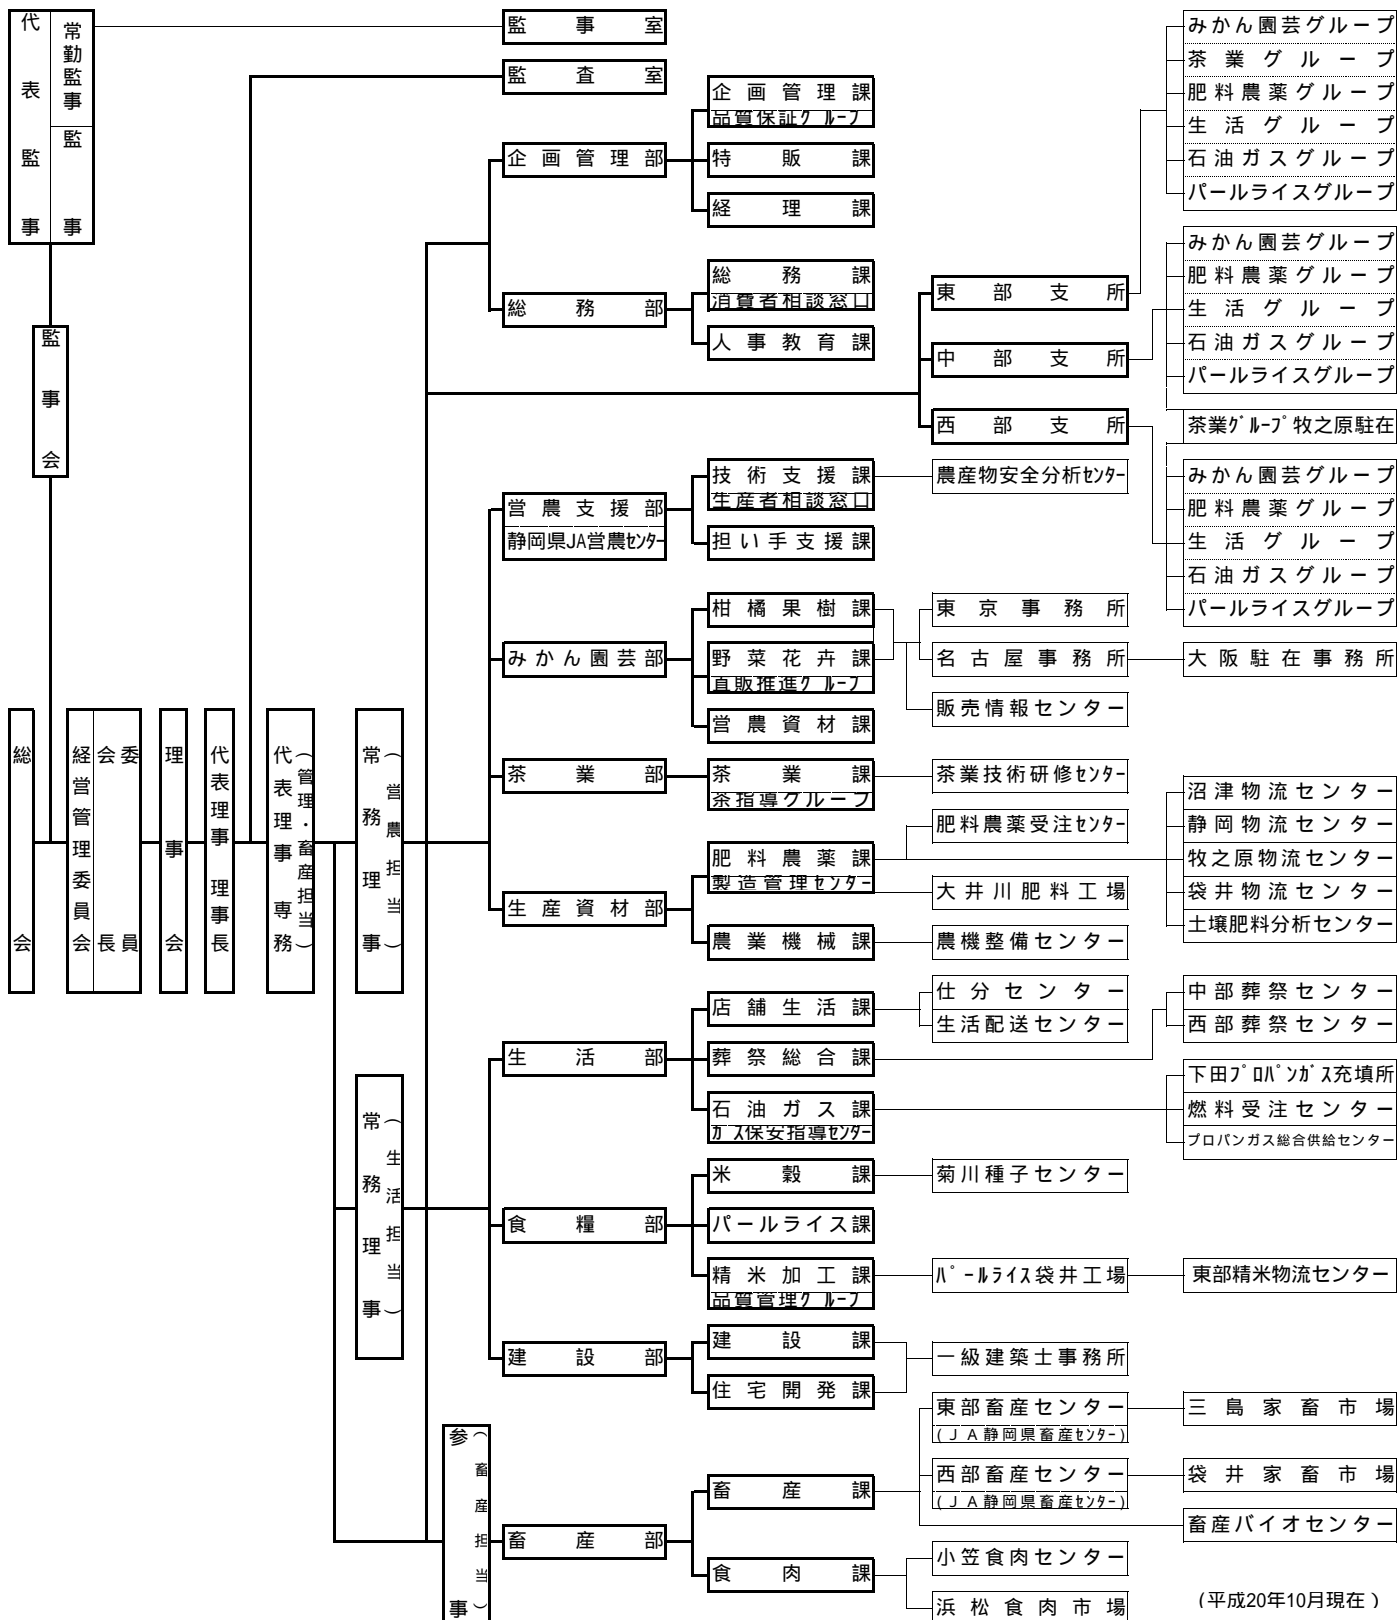 代表監事
常勤監事
監事
監事会
総会
経営管理委員会
会長
委員
理事会
代表理事 理事長
代表理事 専務
(管理・畜産担当)
常務理事
(営農担当)
常務理事
(生活担当)
参事
(畜産担当)
監事室
監査室
企画管理部
企画管理課
品質保証グループ
特販課
経理課
総務部
総務課
消費者相談窓口
人事教育課
東部支所
みかん園芸グループ
茶業グループ
肥料農薬グループ
生活グループ
石油ガスグループ
パールライスグループ
中部支所
みかん園芸グループ
肥料農薬グループ
生活グループ
石油ガスグループ
パールライスグループ
茶業グループ牧之原駐在
西部支所
みかん園芸グループ
肥料農薬グループ
生活グループ
石油ガスグループ
パールライスグループ
営農支援部
静岡県JA営農センター
技術支援課
生産者相談窓口
農産物安全分析センター
担い手支援課
みかん園芸部
柑橘果樹課
野菜花卉課
直販推進グループ
営農資材課
東京事務所
名古屋事務所
大阪駐在事務所
販売情報センター
茶業部
茶業課
茶指導グループ
茶業技術研修センター
生産資材部
肥料農薬課
製造管理センター
肥料農薬受注センター
大井川肥料工場
沼津物流センター
静岡物流センター
牧之原物流センター
袋井物流センター
土壌肥料分析センター
農業機械課
農機整備センター
生活部
店舗生活課
仕分センター
生活配送センター
葬祭総合課
中部葬祭センター
西部葬祭センター
石油ガス課
ガス保安指導センター
下田プロパンガス充填所
燃料受注センター
プロパンガス総合供給センター
食糧部
米穀課
菊川種子センター
パールライス課
精米加工課
品質管理グループ
パールライス袋井工場
東部精米物流センター
建設部
建設課
住宅開発課
一級建築士事務所
畜産部
畜産課
東部畜産センター
(JA静岡県畜産センター)
三島家畜市場
西部畜産センター
(JA静岡県畜産センター)
袋井家畜市場
畜産バイオセンター
食肉課
小笠食肉センター
浜松食肉市場
(平成20年10月現在)